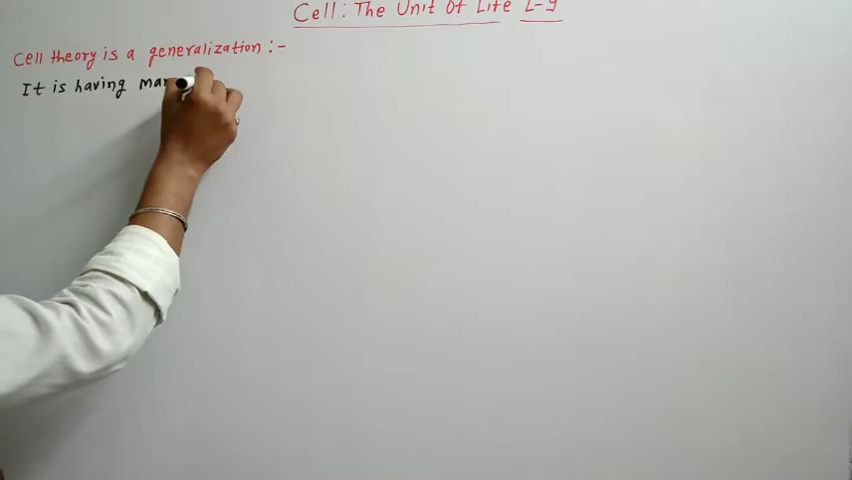 Cell: The Unit Of Life L-9
Cell theory is a generalization :-
It is having